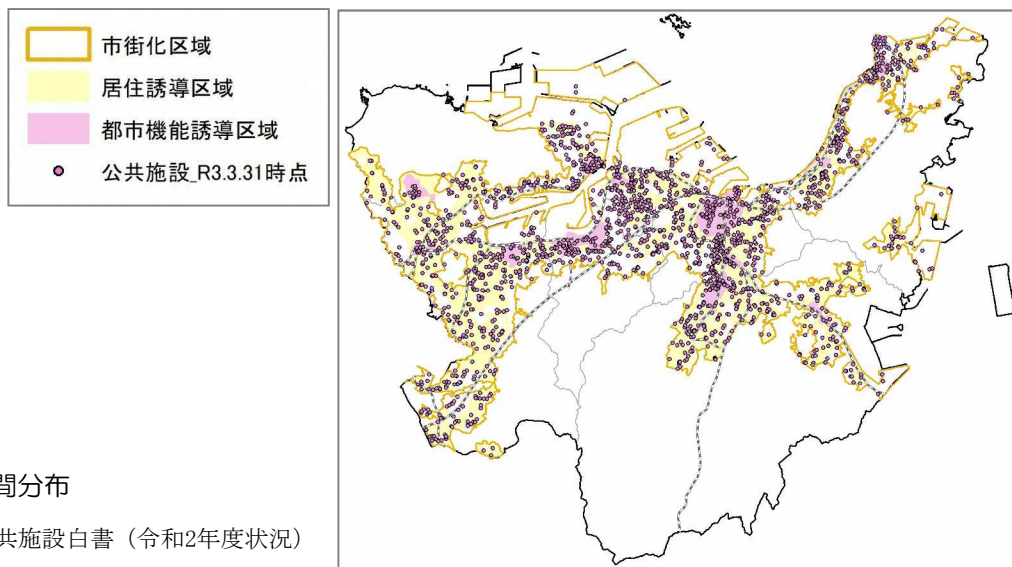 市街化区域
居住誘導区域
都市機能誘導区域
公共施設_R3.3.31時点
間分布
共施設白書（令和2年度状況）